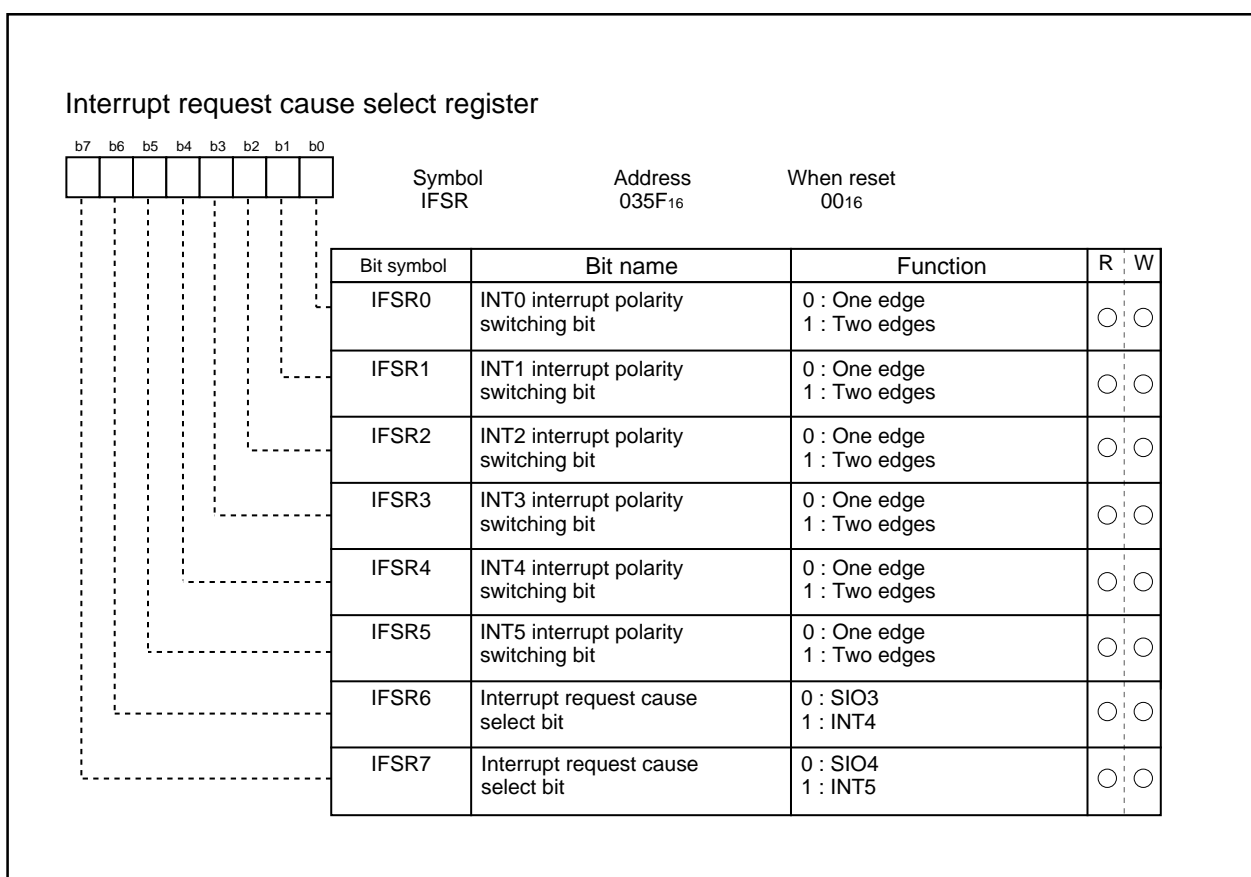 Interrupt request cause select register
b7 b6 b5 b4 b3 b2 b1 b0
Symbol Address When reset
IFSR 035F16 0016
Bit symbol Bit name Function R W
IFSR0 INT0 interrupt polarity 0 : One edge
switching bit 1 : Two edges
IFSR1 INT1 interrupt polarity 0 : One edge
switching bit 1 : Two edges
IFSR2 INT2 interrupt polarity 0 : One edge
switching bit 1 : Two edges
IFSR3 INT3 interrupt polarity 0 : One edge
switching bit 1 : Two edges
IFSR4 INT4 interrupt polarity 0 : One edge
switching bit 1 : Two edges
IFSR5 INT5 interrupt polarity 0 : One edge
switching bit 1 : Two edges
IFSR6 Interrupt request cause 0 : SIO3
select bit 1 : INT4
IFSR7 Interrupt request cause 0 : SIO4
select bit 1 : INT5